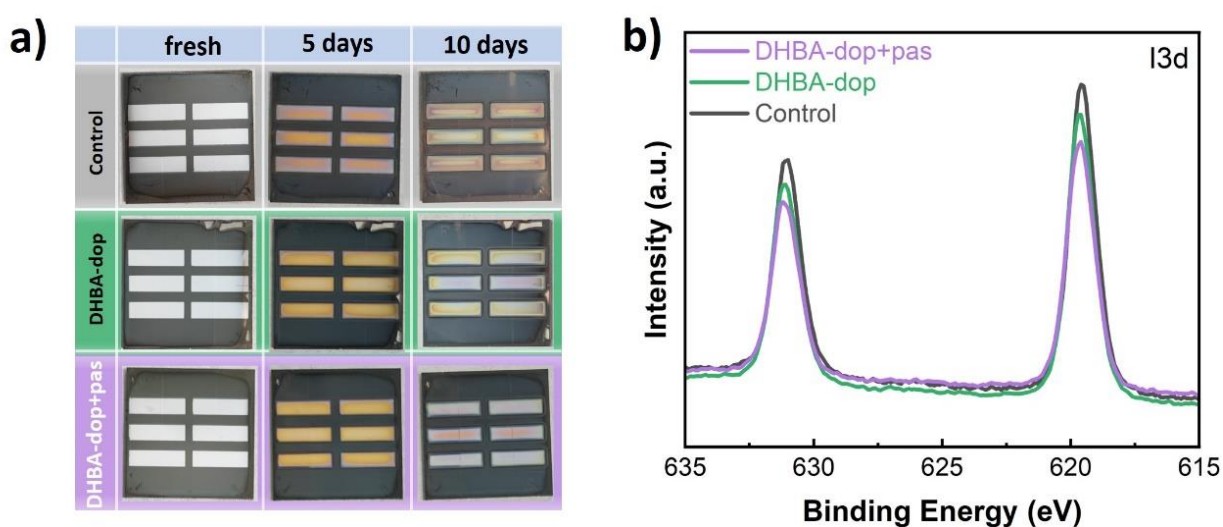 a)
fresh 5 days 10 days
Control
DHBA-dop
DHBA-dop+pas
b)
DHBA-dop+pas
DHBA-dop
Control
I3d
Intensity (a.u.)
635 630 625 620 615
Binding Energy (eV)